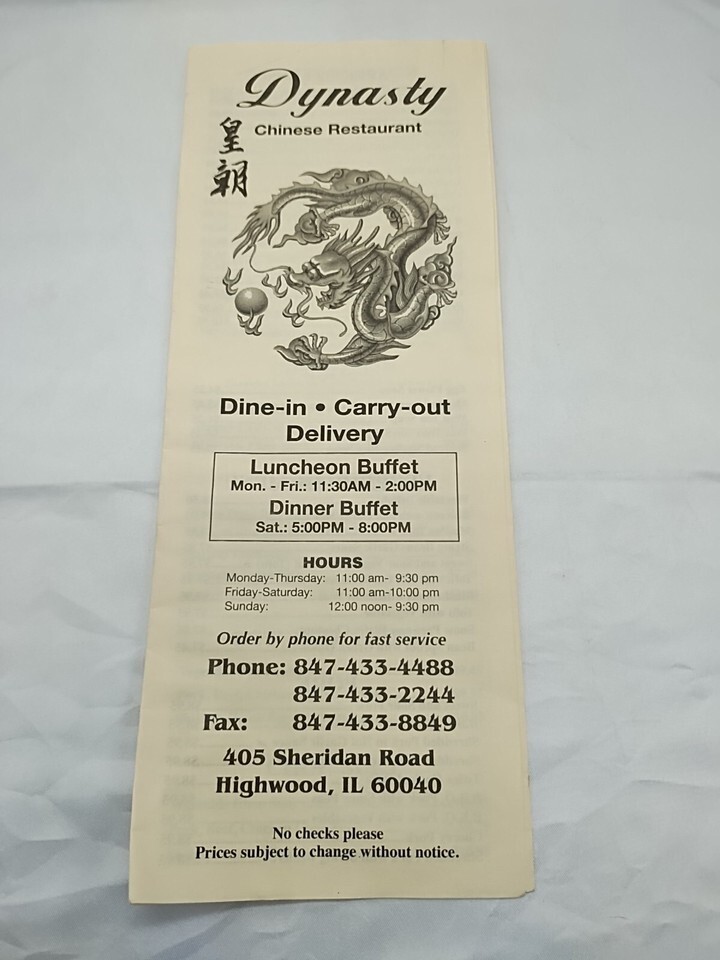 Dynasty
Chinese Restaurant
皇朝
Dine-in • Carry-out
Delivery
Luncheon Buffet
Mon. - Fri.: 11:30AM - 2:00PM
Dinner Buffet
Sat.: 5:00PM - 8:00PM
HOURS
Monday-Thursday: 11:00 am- 9:30 pm
Friday-Saturday: 11:00 am-10:00 pm
Sunday: 12:00 noon- 9:30 pm
Order by phone for fast service
Phone: 847-433-4488
847-433-2244
Fax: 847-433-8849
405 Sheridan Road
Highwood, IL 60040
No checks please
Prices subject to change without notice.